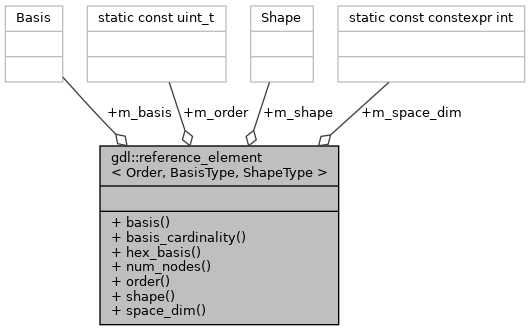 Basis
static const uint_t
Shape
static const constexpr int
+m_basis
+m_order
+m_shape
+m_space_dim
gdl::reference_element
< Order, BasisType, ShapeType >
+ basis()
+ basis_cardinality()
+ hex_basis()
+ num_nodes()
+ order()
+ shape()
+ space_dim()